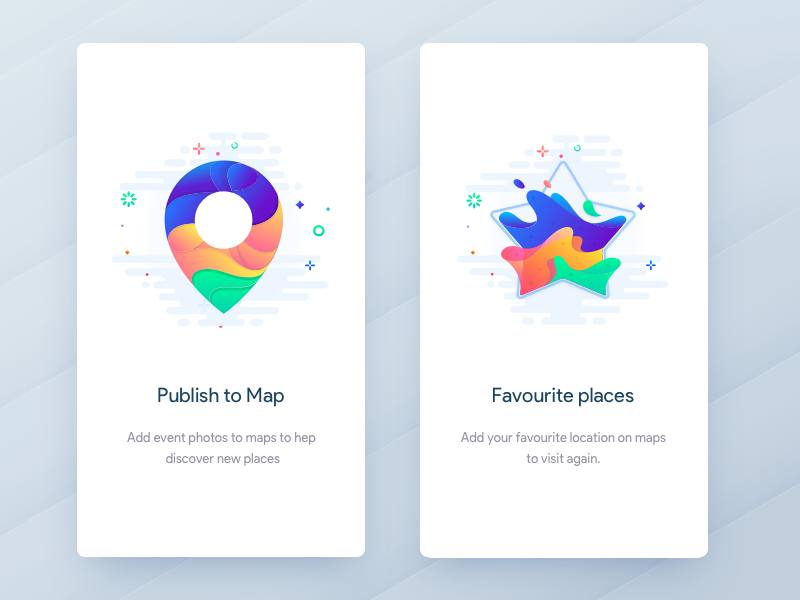 Publish to Map
Add event photos to maps to hep
discover new places
Favourite places
Add your favourite location on maps
to visit again.